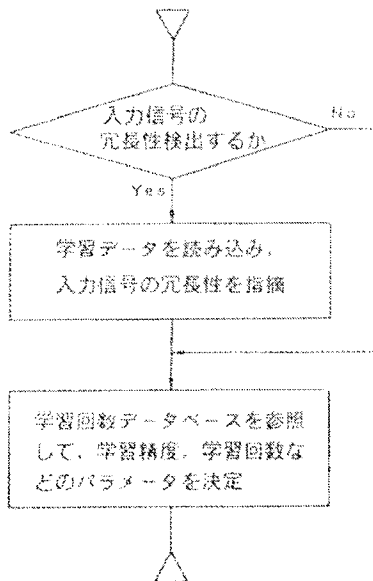 入力信号の
冗長性検出するか
No
Yes
学習データを読み込み、
入力信号の冗長性を指摘
学習回数データベースを参照
して、学習精度、学習回数な
どのパラメータを決定